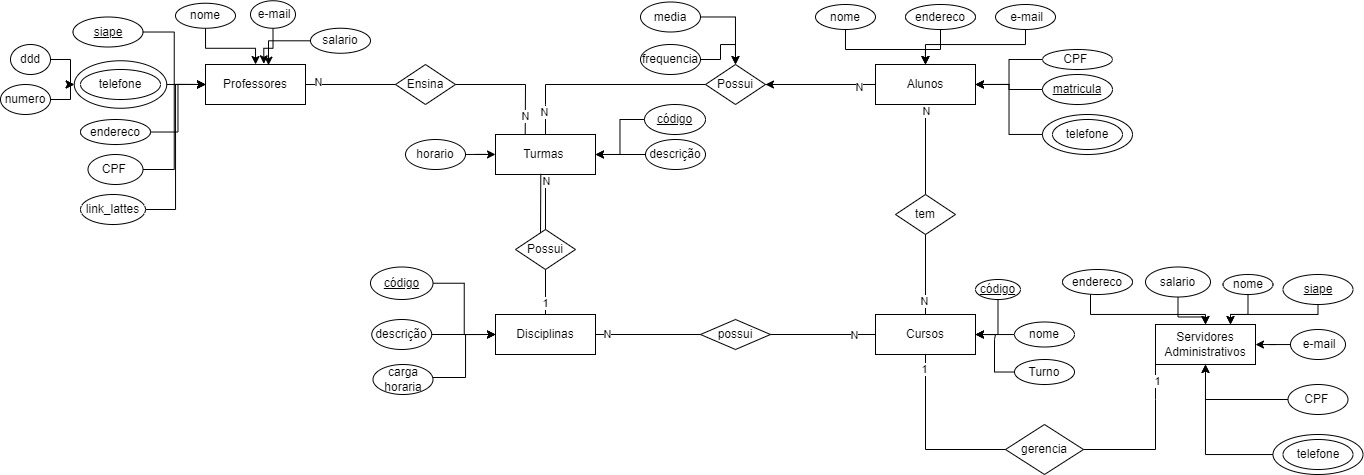 nome
e-mail
siape
salario
ddd
telefone
numero
endereco
CPF
link_lattes
Professores
N
Ensina
N
media
frequencia
Possui
N
N
nome
endereco
e-mail
Alunos
CPF
matricula
telefone
horario
Turmas
código
descrição
N
Possui
1
N
tem
N
código
descrição
carga
horaria
Disciplinas
N
possui
N
Cursos
código
nome
Turno
1
gerencia
1
endereco
salario
nome
siape
Servidores
Administrativos
e-mail
CPF
telefone